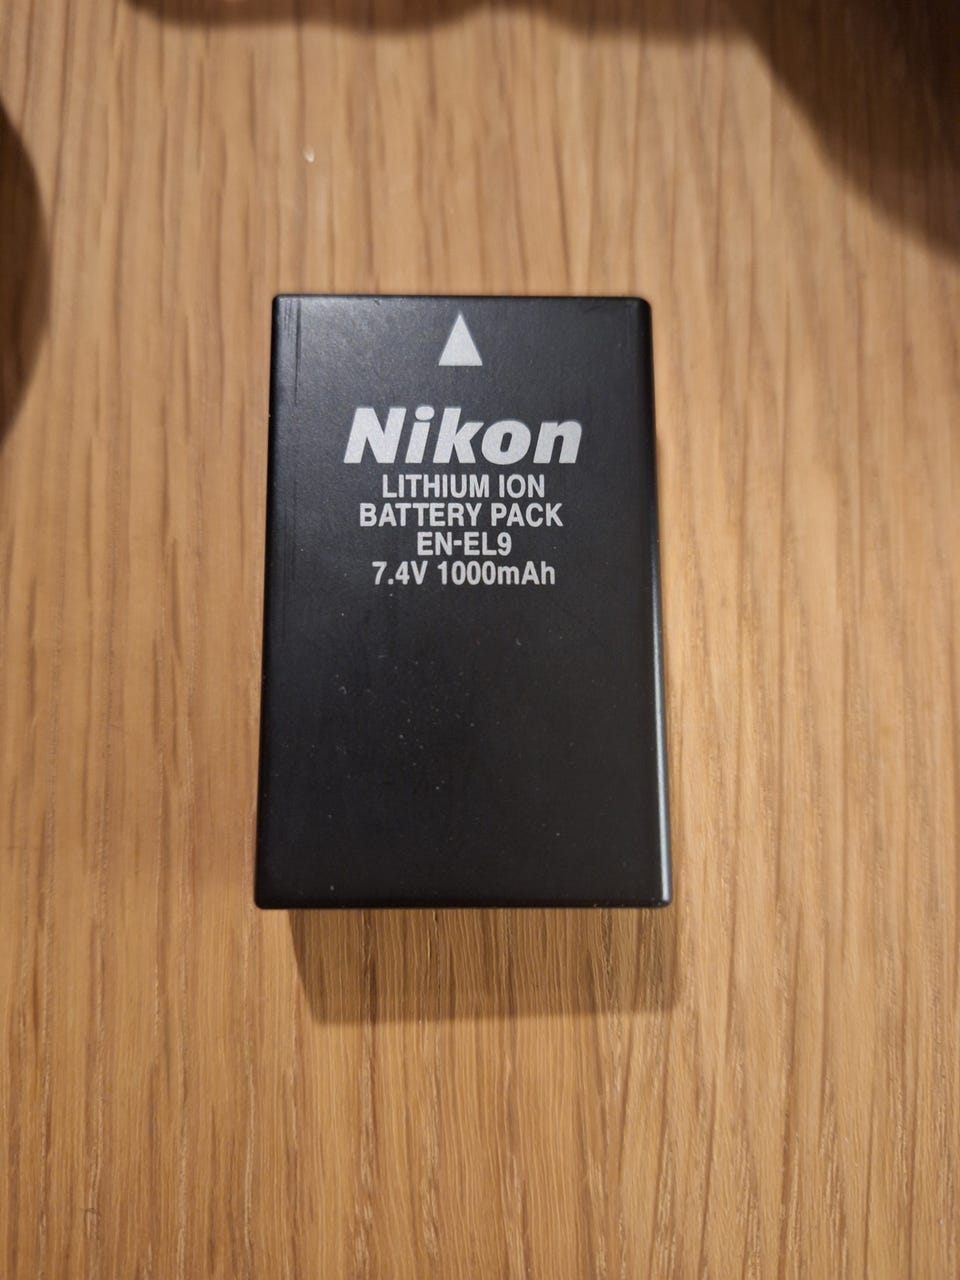 Nikon
LITHIUM ION
BATTERY PACK
EN-EL9
7.4V 1000mAh